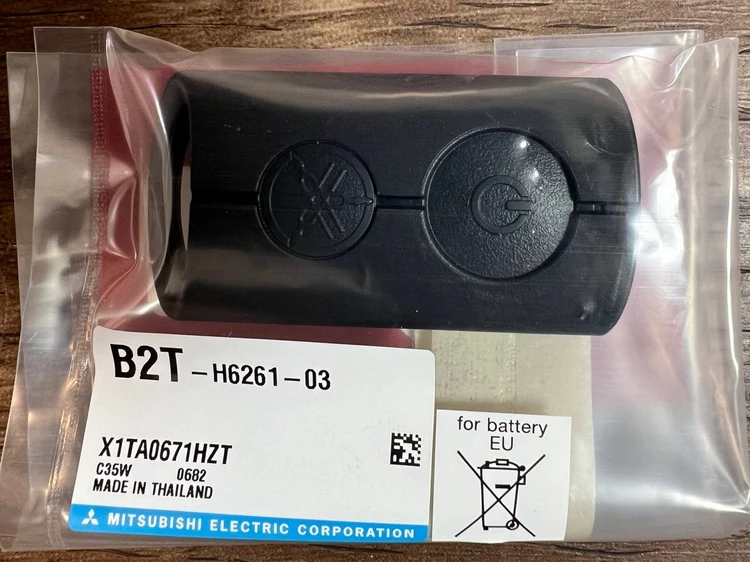 B2T-H6261-03
X1TA0671HZT
C35W 0682
MADE IN THAILAND
MITSUBISHI ELECTRIC CORPORATION
for battery
EU